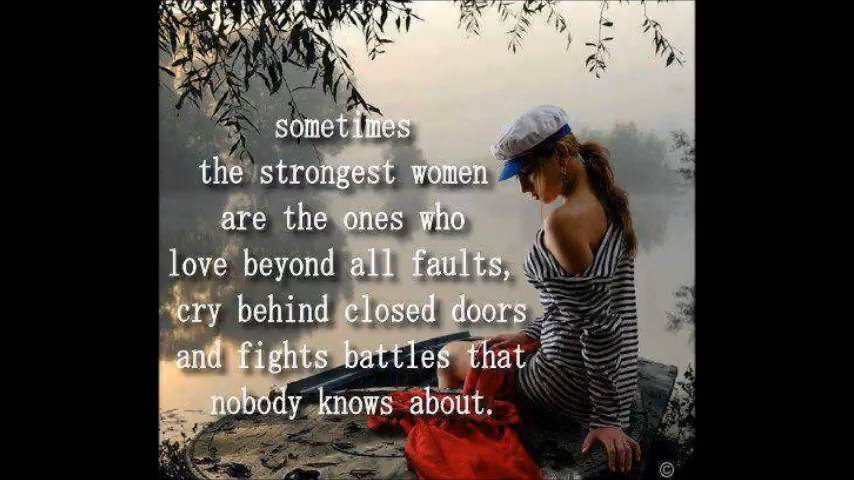 sometimes
the strongest women
are the ones who
love beyond all faults,
cry behind closed doors
and fights battles that
nobody knows about.
©